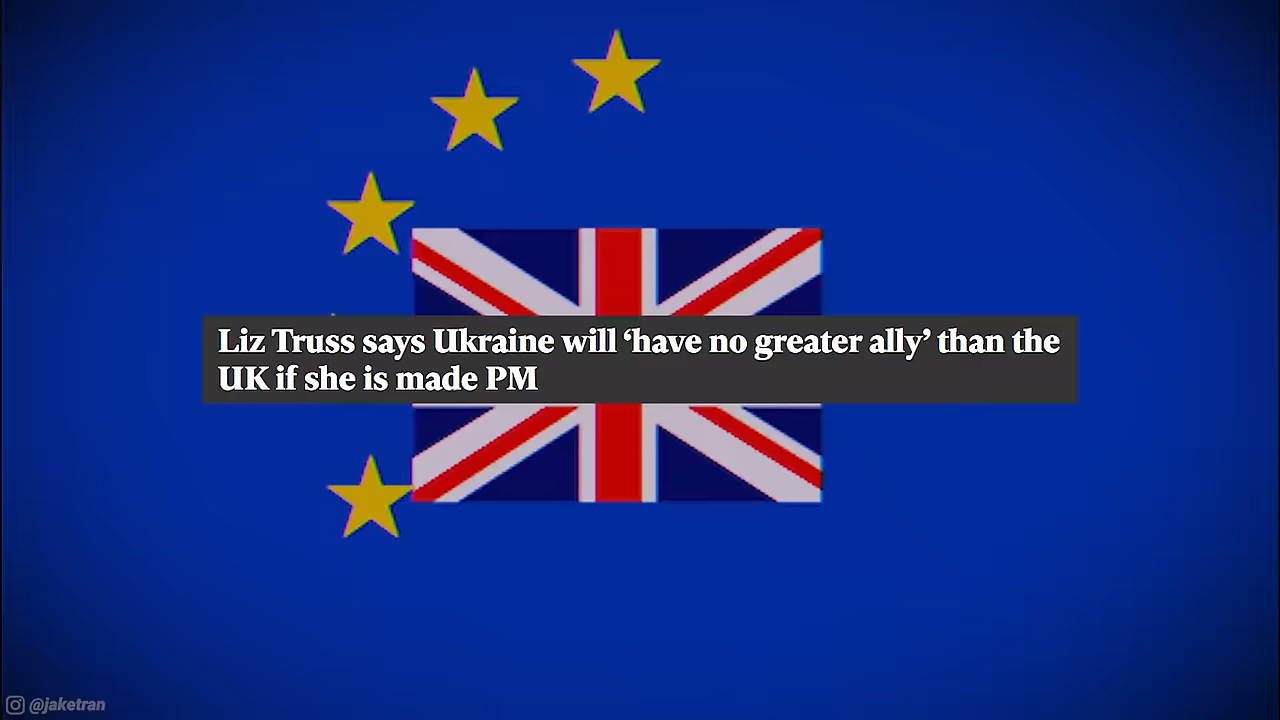 Liz Truss says Ukraine will ‘have no greater ally’ than the
UK if she is made PM
@jaketran